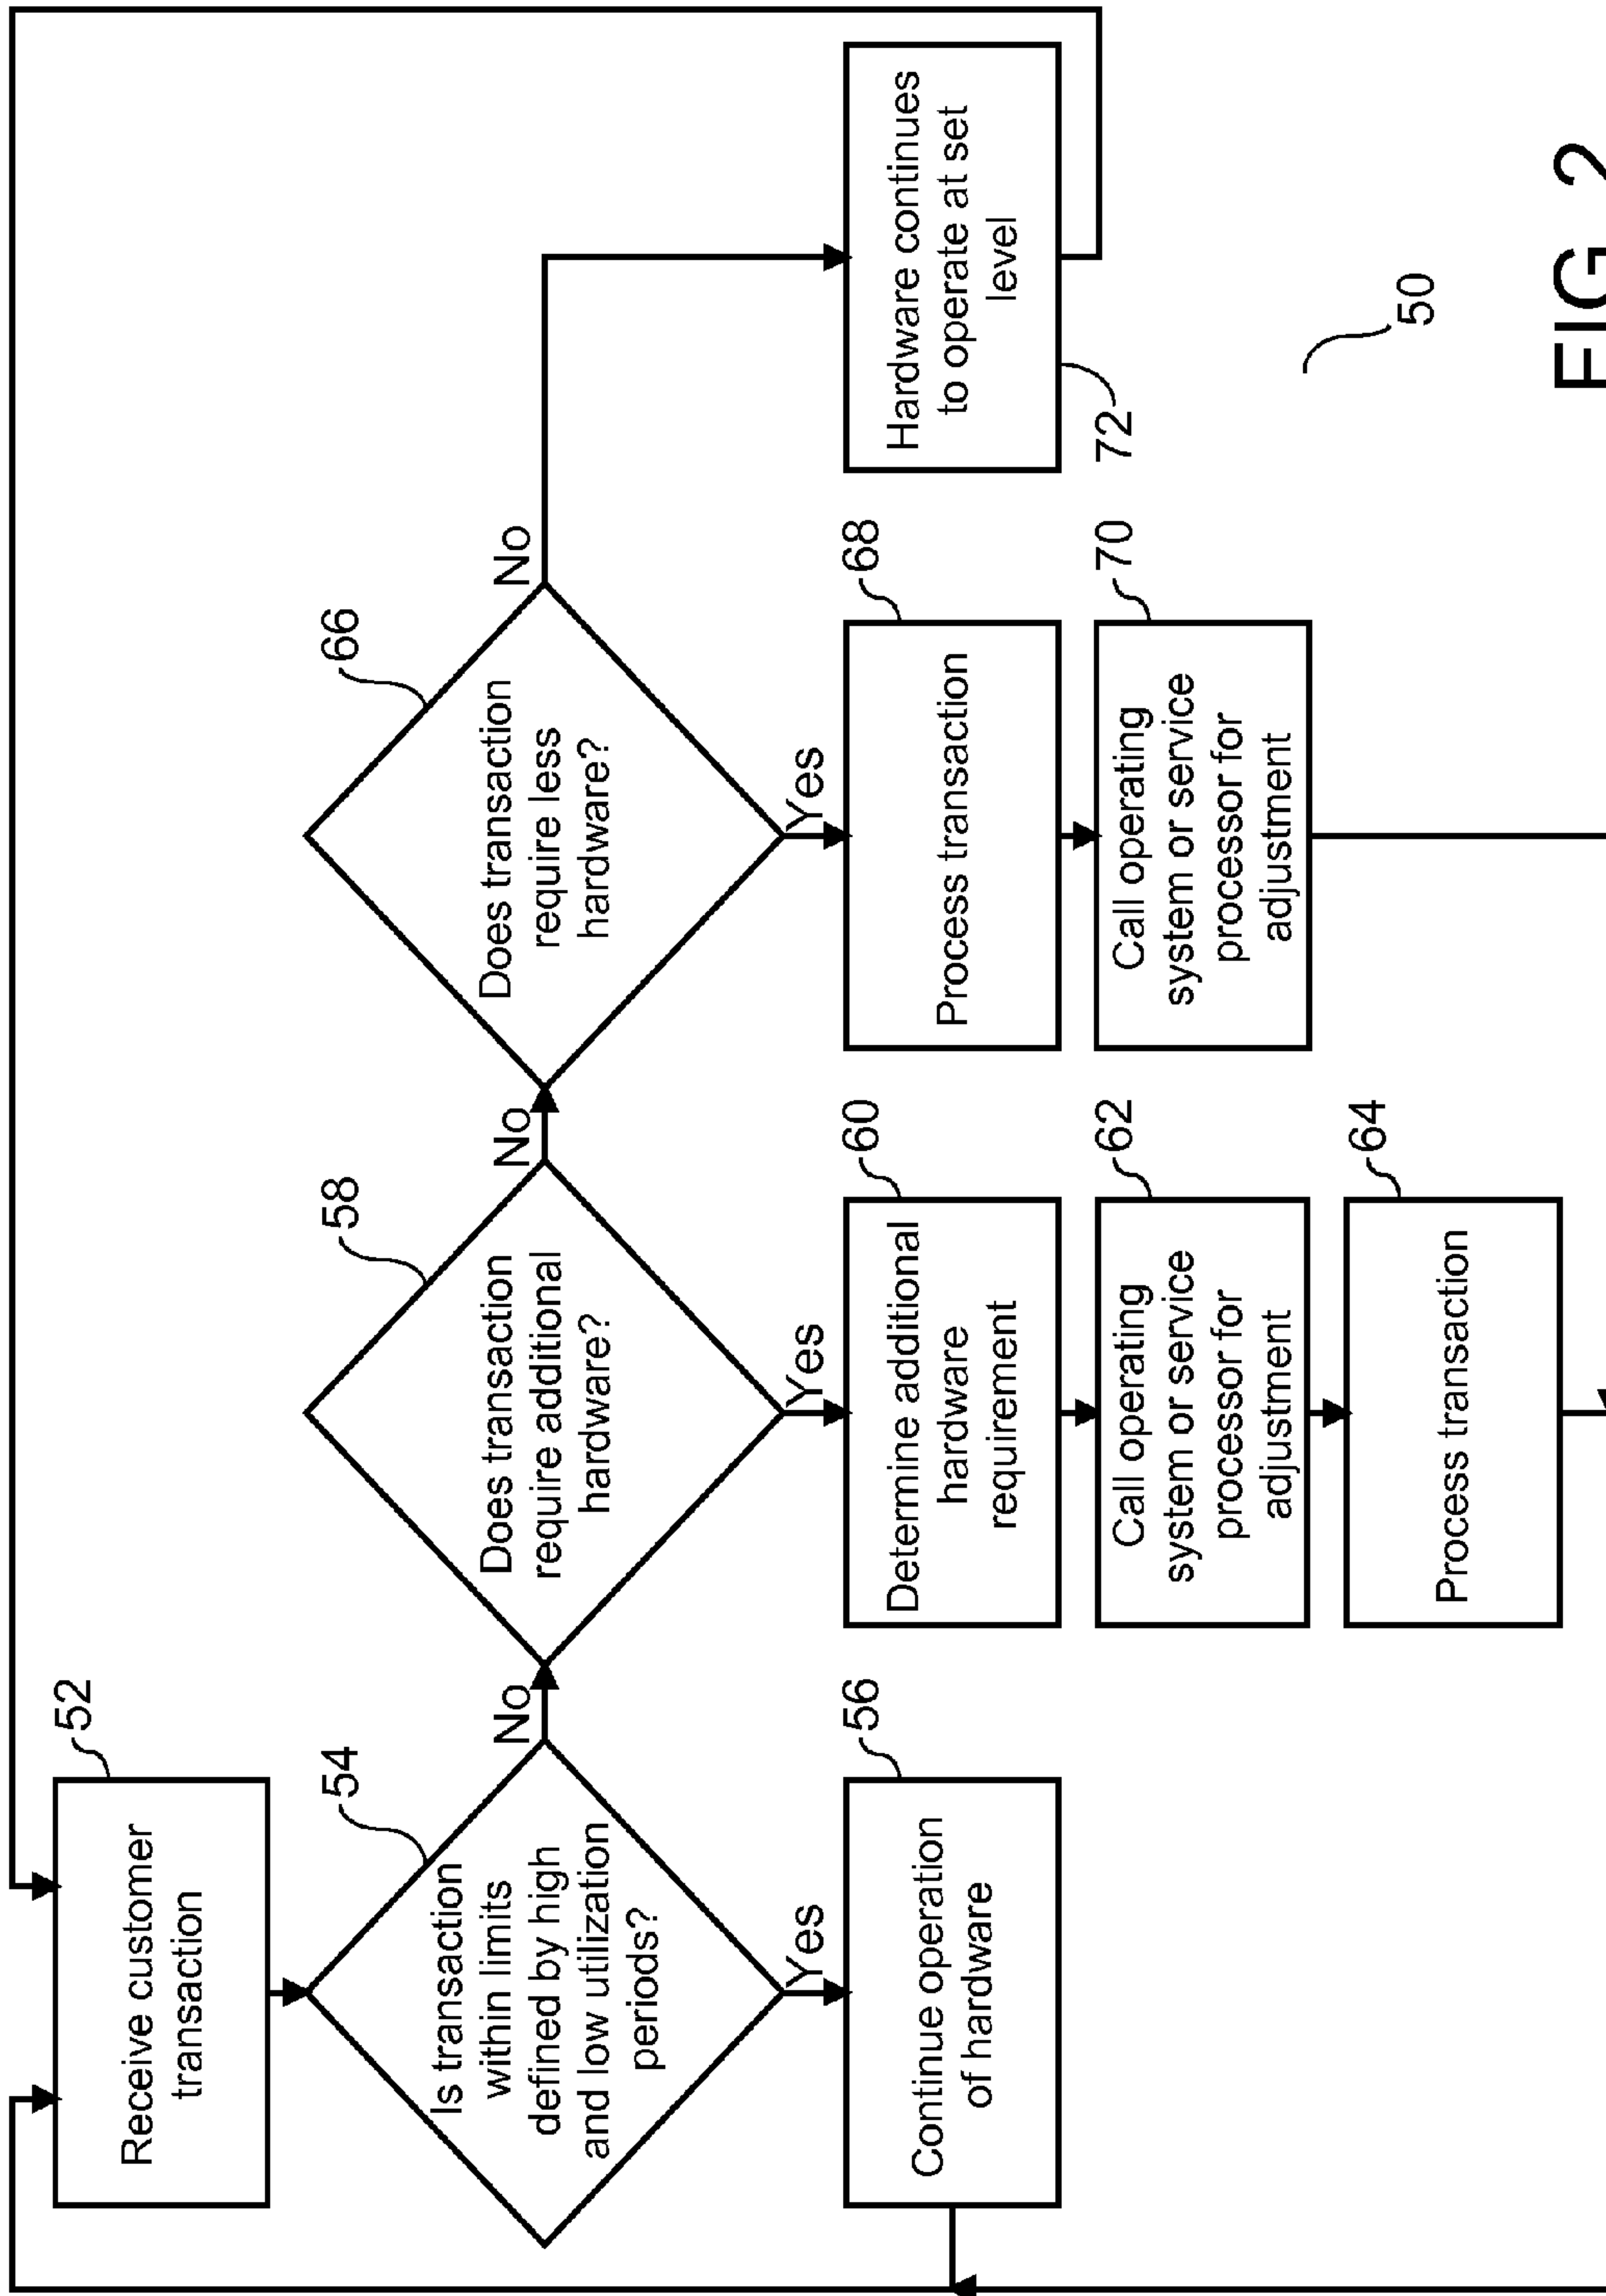 52
Receive customer
transaction
54
Is transaction
within limits
defined by high
and low utilization
periods?
No
Yes
56
Continue operation
of hardware
58
Does transaction
require additional
hardware?
No
Yes
60
Determine additional
hardware
requirement
62
Call operating
system or service
processor for
adjustment
64
Process transaction
66
Does transaction
require less
hardware?
No
Yes
68
Process transaction
70
Call operating
system or service
processor for
adjustment
Hardware continues
to operate at set
level
72
50
FIG. 2